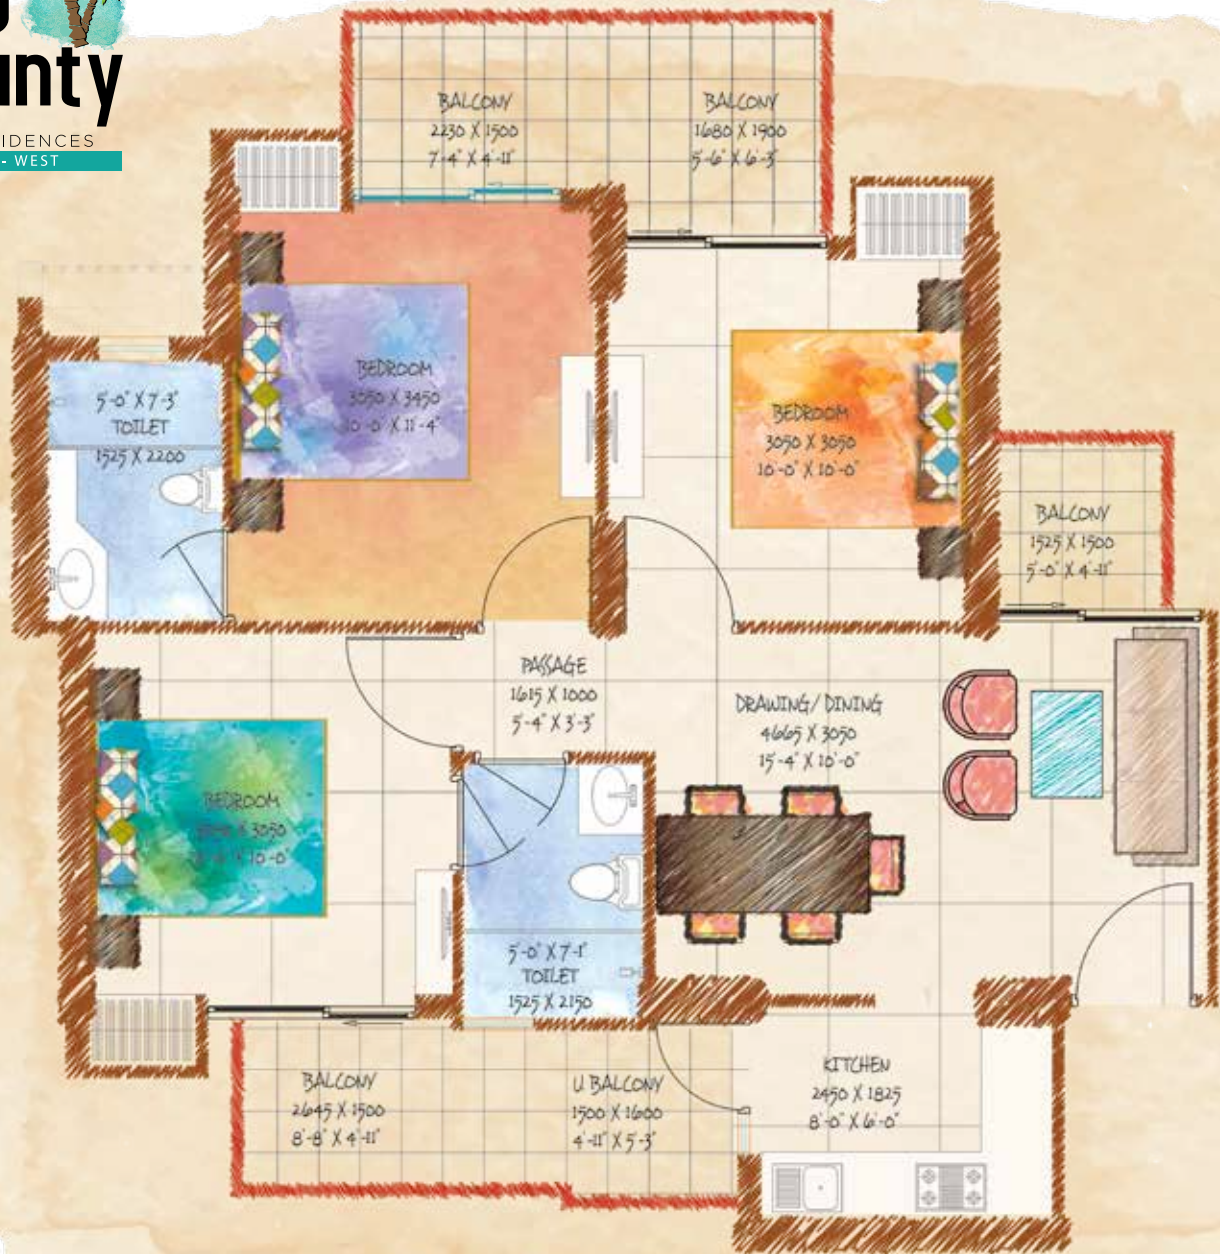 unty
IDENCES
- WEST
BALCONY
2230 X 1500
7'-4" X 4'-11"
BALCONY
1680 X 1900
5'-6" X 6'-3"
5'-0" X 7'-3"
TOILET
1525 X 2200
BEDROOM
3050 X 3450
10'-0" X 11'-4"
BEDROOM
3050 X 3050
10'-0" X 10'-0"
BALCONY
1525 X 1500
5'-0" X 4'-11"
PASSAGE
1615 X 1000
5'-4" X 3'-3"
DRAWING/DINING
4665 X 3050
15'-4" X 10'-0"
BEDROOM
X 3050
X 10'-0"
5'-0" X 7'-1"
TOILET
1525 X 2150
BALCONY
2645 X 1500
8'-8" X 4'-11"
U.BALCONY
1500 X 1600
4'-11" X 5'-3"
KITCHEN
2450 X 1825
8'-0" X 6'-0"